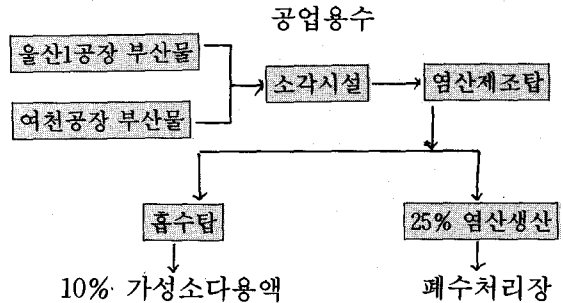 공업용수
울산1공장 부산물
소각시설
염산제조탑
여천공장 부산물
흡수탑
25% 염산생산
10% 가성소다용액
폐수처리장